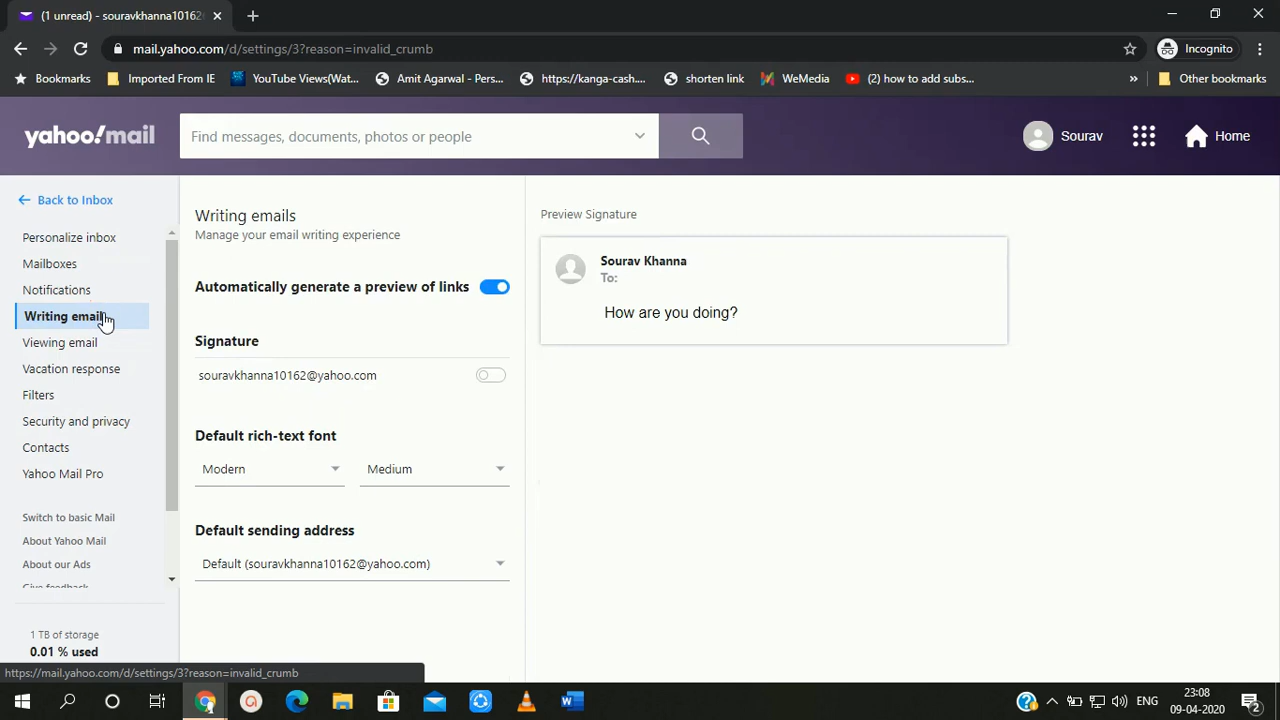 (1 unread) - souravkhanna10162
mail.yahoo.com/d/settings/3?reason=invalid_crumb
Incognito
Bookmarks
Imported From IE
YouTube Views(Wat...
Amit Agarwal - Pers...
https://kanga-cash....
shorten link
WeMedia
(2) how to add subs...
»
Other bookmarks
yahoo!mail
Find messages, documents, photos or people
Sourav
Home
Back to Inbox
Personalize inbox
Mailboxes
Notifications
Writing email
Viewing email
Vacation response
Filters
Security and privacy
Contacts
Yahoo Mail Pro
Switch to basic Mail
About Yahoo Mail
About our Ads
Give feedback
1 TB of storage
0.01 % used
Writing emails
Manage your email writing experience
Automatically generate a preview of links
Signature
souravkhanna10162@yahoo.com
Default rich-text font
Modern
Medium
Default sending address
Default (souravkhanna10162@yahoo.com)
Preview Signature
Sourav Khanna
To:
How are you doing?
https://mail.yahoo.com/d/settings/3?reason=invalid_crumb
W
ENG
23:08
09-04-2020
2